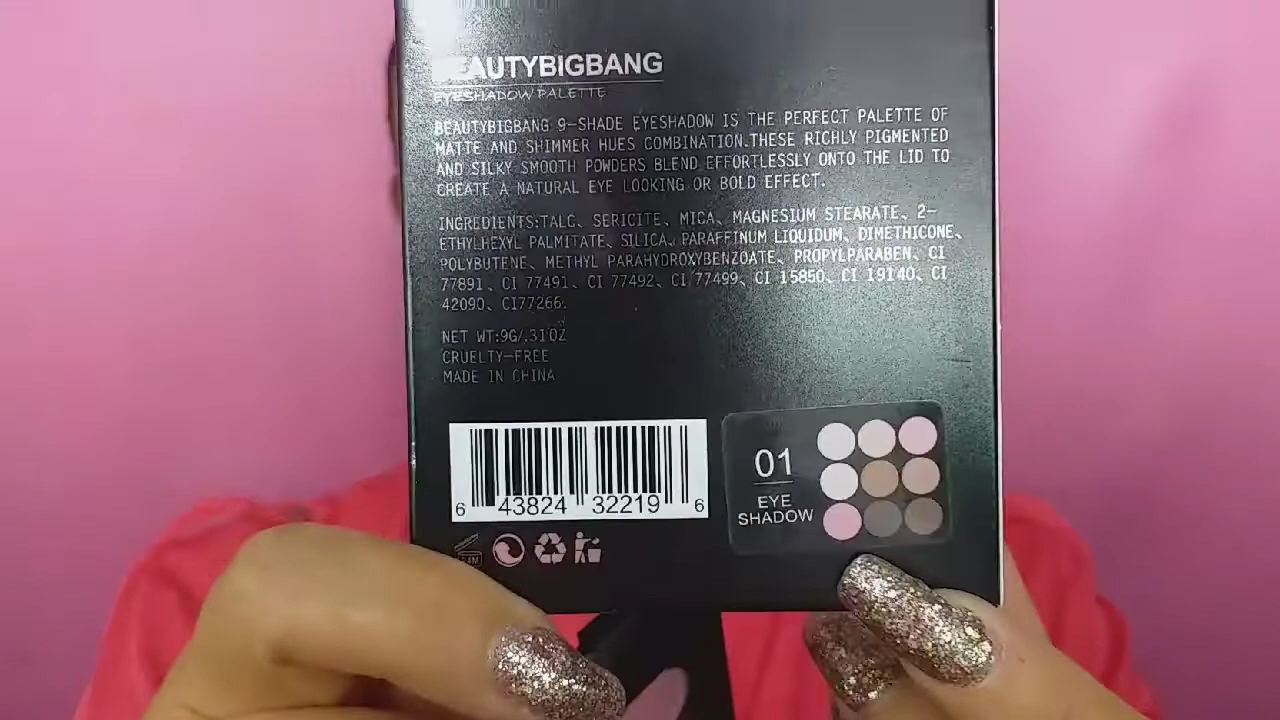 BEAUTYBIGBANG
EYESHADOW PALETTE
BEAUTYBIGBANG 9-SHADE EYESHADOW IS THE PERFECT PALETTE OF
MATTE AND SHIMMER HUES COMBINATION.THESE RICHLY PIGMENTED
AND SILKY SMOOTH POWDERS BLEND EFFORTLESSLY ONTO THE LID TO
CREATE A NATURAL EYE LOOKING OR BOLD EFFECT.
INGREDIENTS:TALC、SERICITE、MICA、MAGNESIUM STEARATE、2-
ETHYLHEXYL PALMITATE、SILICA、PARAFFINUM LIQUIDUM、DIMETHICONE、
POLYBUTENE、METHYL PARAHYDROXYBENZOATE、PROPYLPARABEN、CI
77891、CI 77491、CI 77492、CI 77499、CI 15850、CI 19140、CI
42090、CI77266.
NET WT:9G/.31OZ
CRUELTY-FREE
MADE IN CHINA
6 43824 32219 6
01
EYE
SHADOW